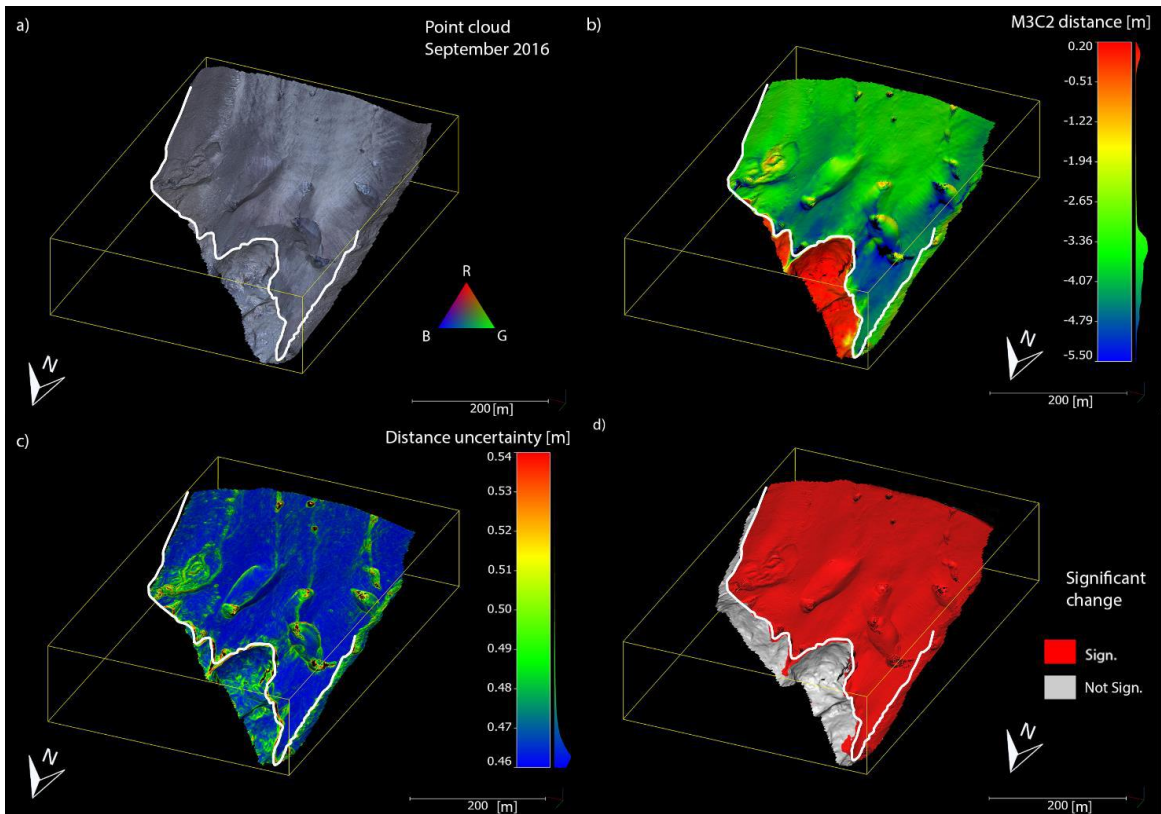 a)
Point cloud
September 2016
R
B
G
N
200 [m]
b)
M3C2 distance [m]
0.20
-0.51
-1.22
-1.94
-2.65
-3.36
-4.07
-4.79
-5.50
N
200 [m]
c)
Distance uncertainty [m]
0.54
0.52
0.51
0.50
0.49
0.48
0.47
0.46
N
200 [m]
d)
Significant
change
Sign.
Not Sign.
N
200 [m]